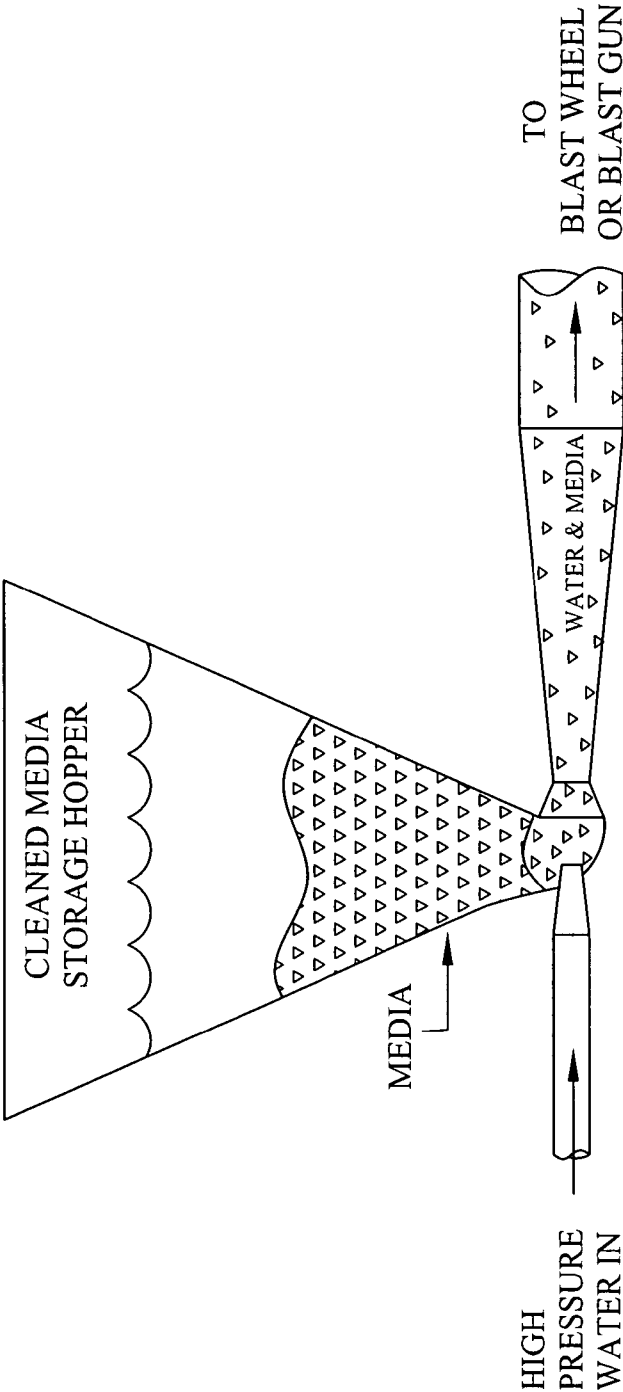 CLEANED MEDIA
STORAGE HOPPER
MEDIA
HIGH
PRESSURE
WATER IN
WATER & MEDIA
TO
BLAST WHEEL
OR BLAST GUN